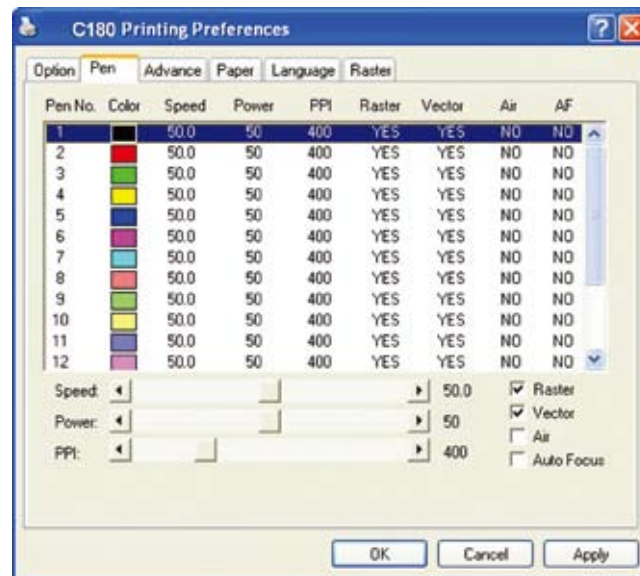 C180 Printing Preferences
Option Pen Advance Paper Language Raster
Pen No. Color Speed Power PPI Raster Vector Air AF
1 50.0 50 400 YES YES NO NO
2 50.0 50 400 YES YES NO NO
3 50.0 50 400 YES YES NO NO
4 50.0 50 400 YES YES NO NO
5 50.0 50 400 YES YES NO NO
6 50.0 50 400 YES YES NO NO
7 50.0 50 400 YES YES NO NO
8 50.0 50 400 YES YES NO NO
9 50.0 50 400 YES YES NO NO
10 50.0 50 400 YES YES NO NO
11 50.0 50 400 YES YES NO NO
12 50.0 50 400 YES YES NO NO
Speed: 50.0 Raster
Power: 50 Vector
Air
PPI: 400 Auto Focus
OK Cancel Apply